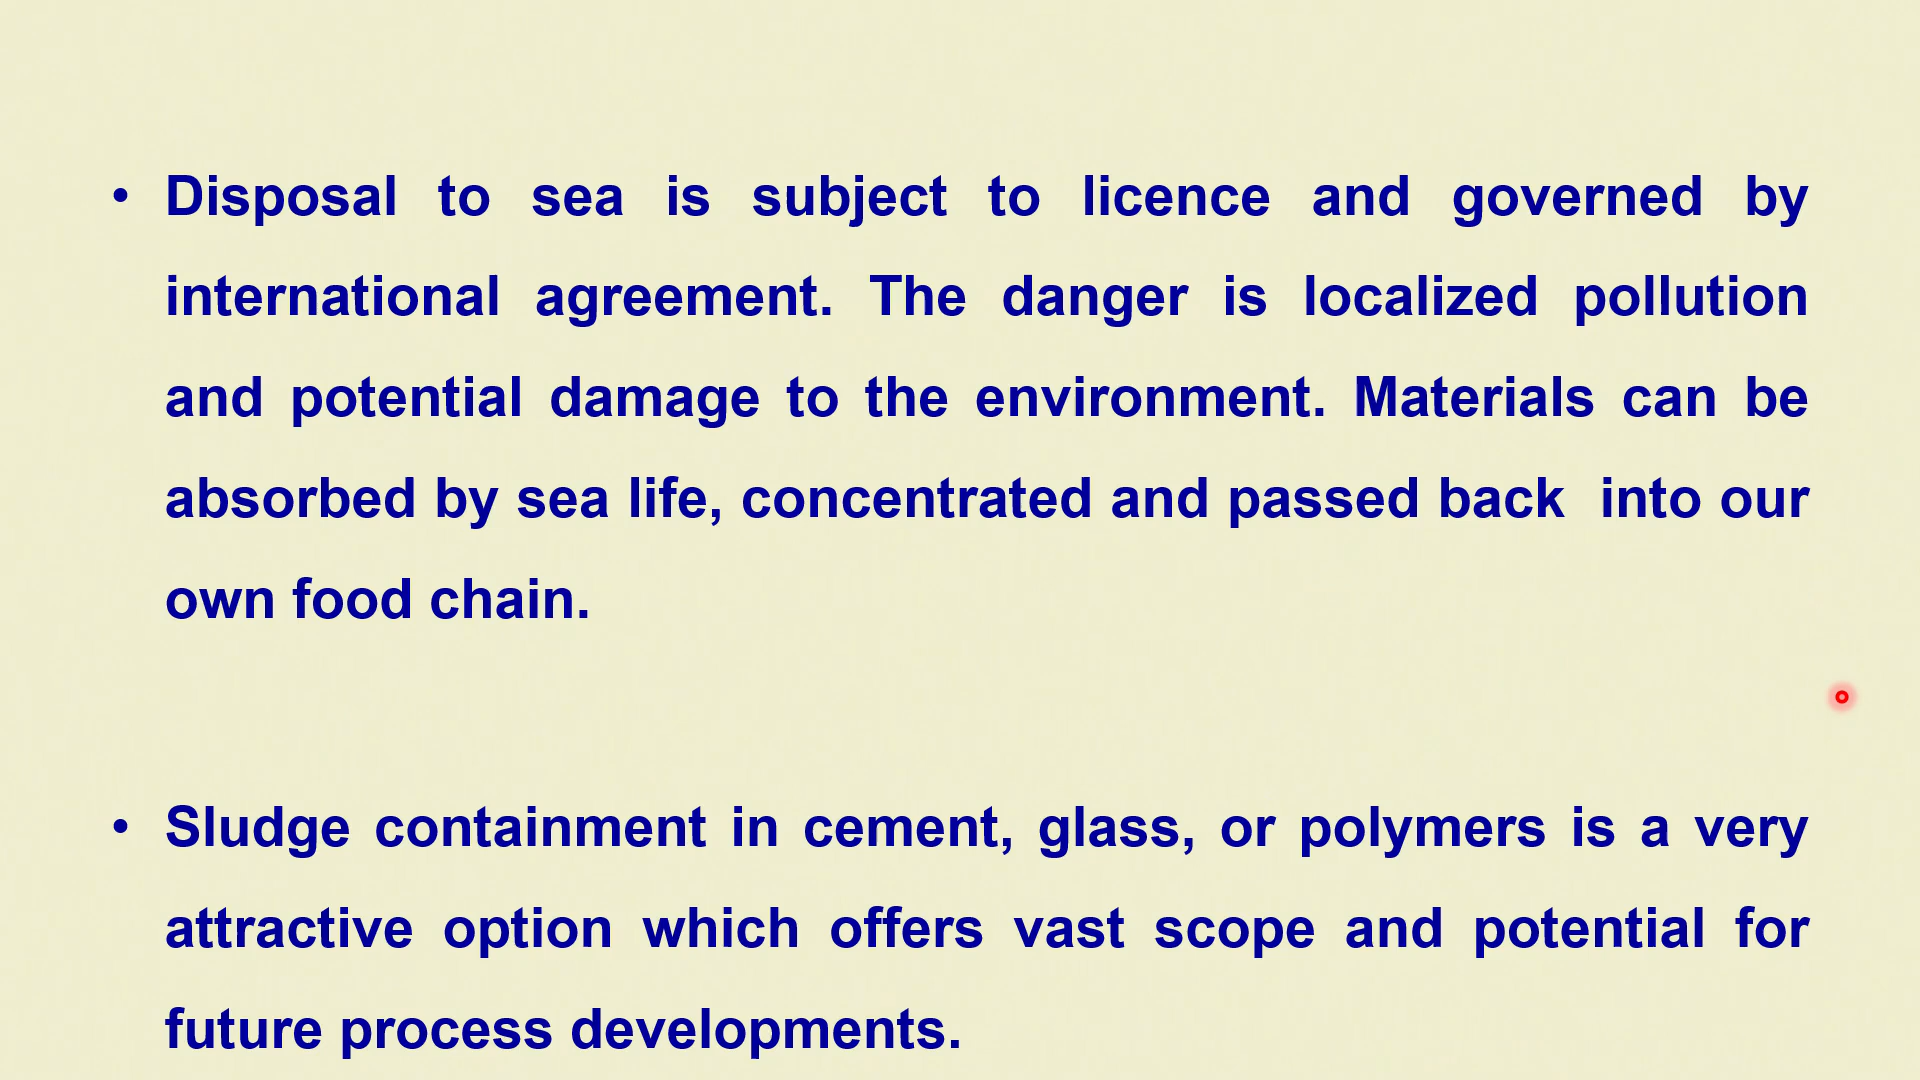 • Disposal to sea is subject to licence and governed by
international agreement. The danger is localized pollution
and potential damage to the environment. Materials can be
absorbed by sea life, concentrated and passed back  into our
own food chain.
• Sludge containment in cement, glass, or polymers is a very
attractive option which offers vast scope and potential for
future process developments.